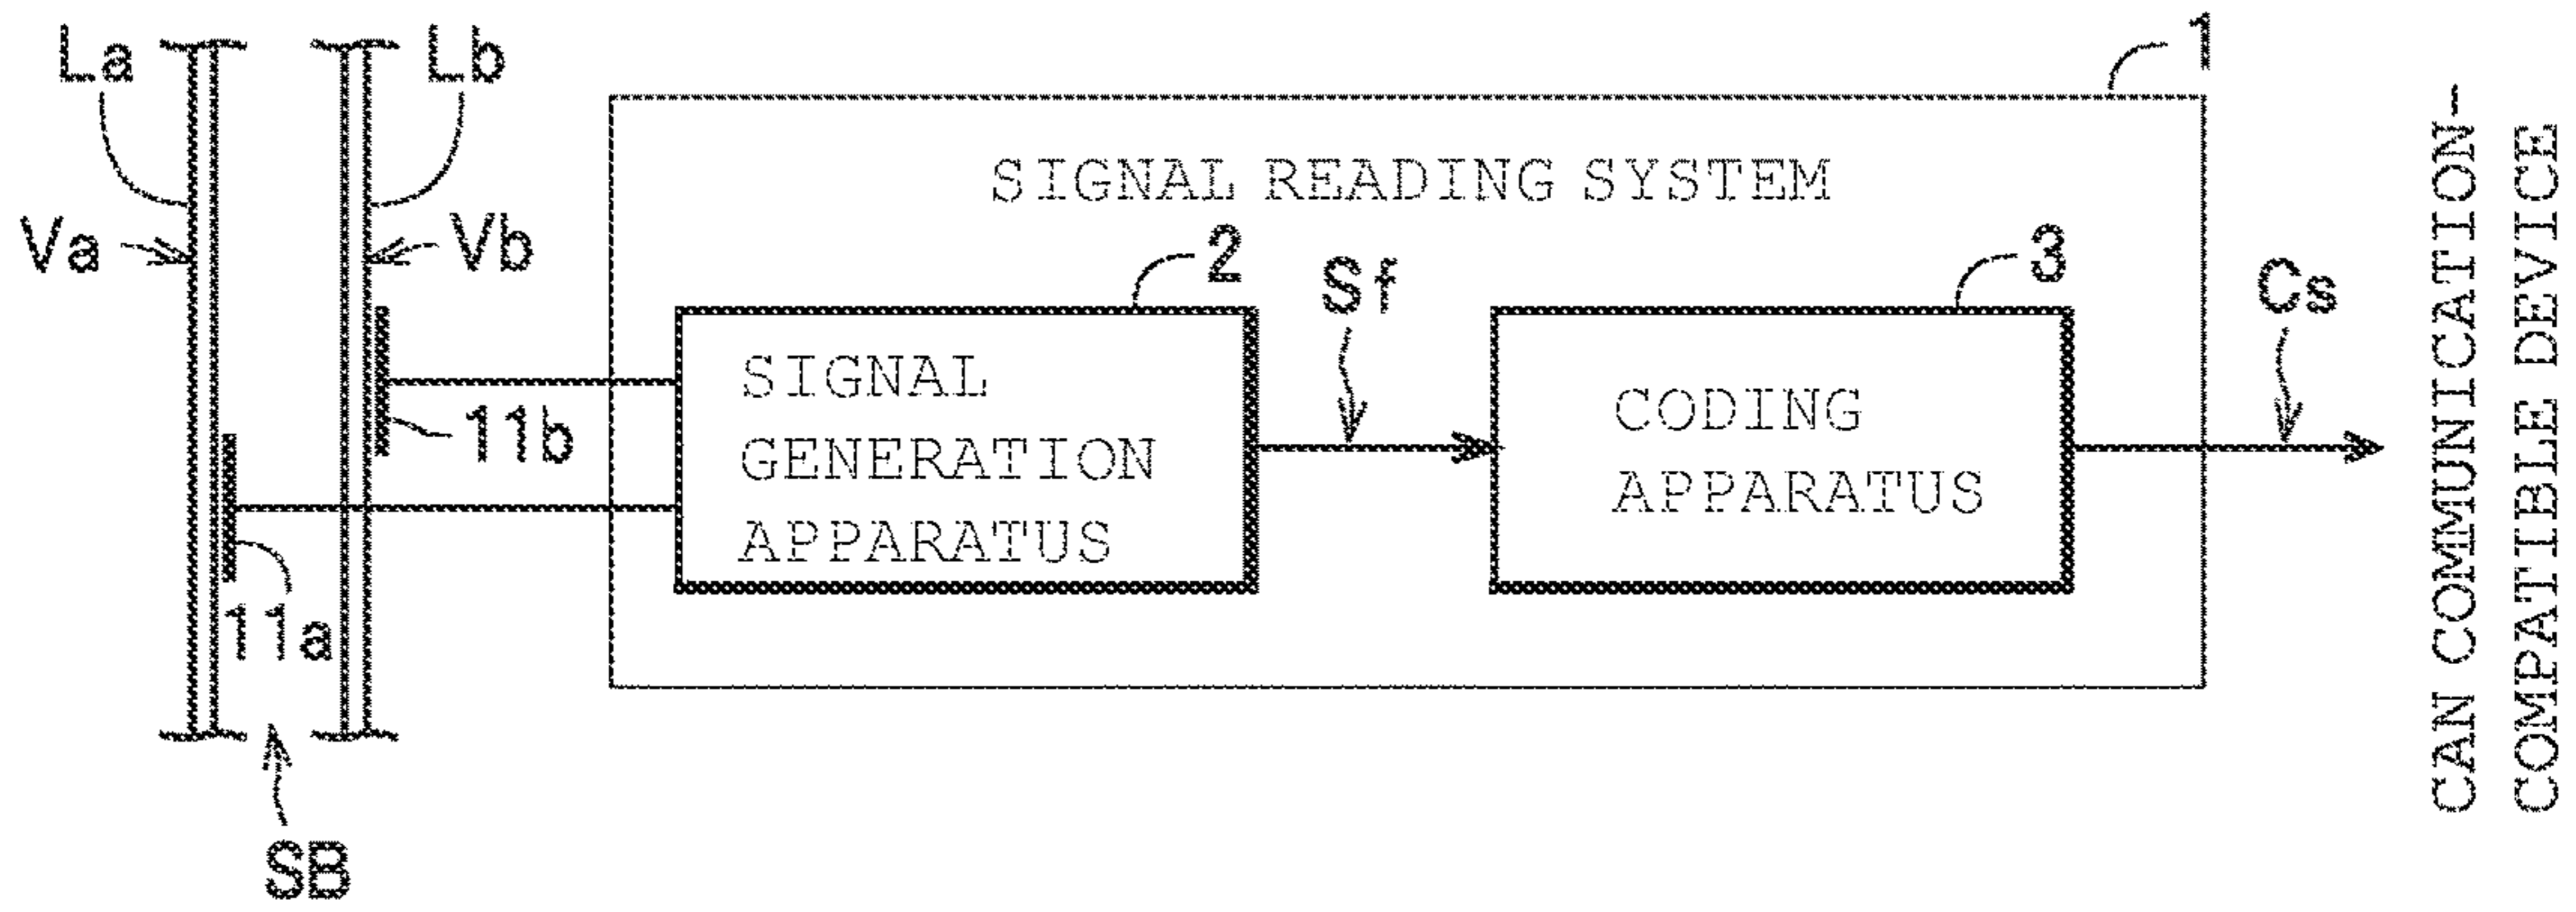 La
Lb
1
SIGNAL READING SYSTEM
Va
Vb
2
Sf
3
Cs
SIGNAL
GENERATION
APPARATUS
CODING
APPARATUS
11b
11a
SB
CAN COMMUNICATION-
COMPATIBLE DEVICE